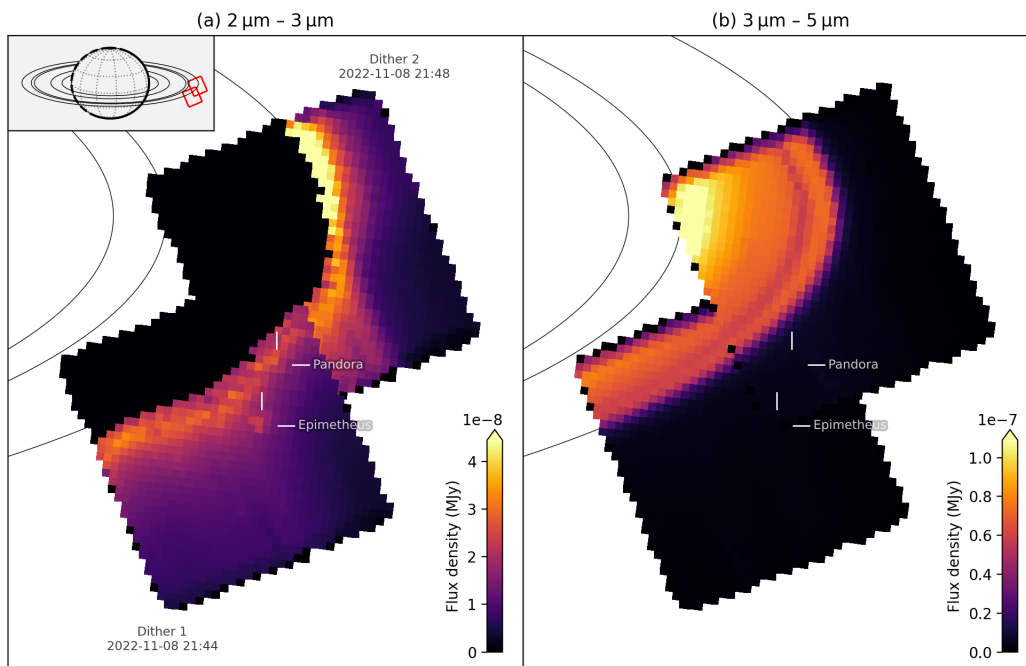 (a) 2 μm – 3 μm
(b) 3 μm – 5 μm
Dither 2
2022-11-08 21:48
Pandora
Epimetheus
Dither 1
2022-11-08 21:44
1e−8
4
3
2
1
0
Flux density (MJy)
Pandora
Epimetheus
1e−7
1.0
0.8
0.6
0.4
0.2
0.0
Flux density (MJy)